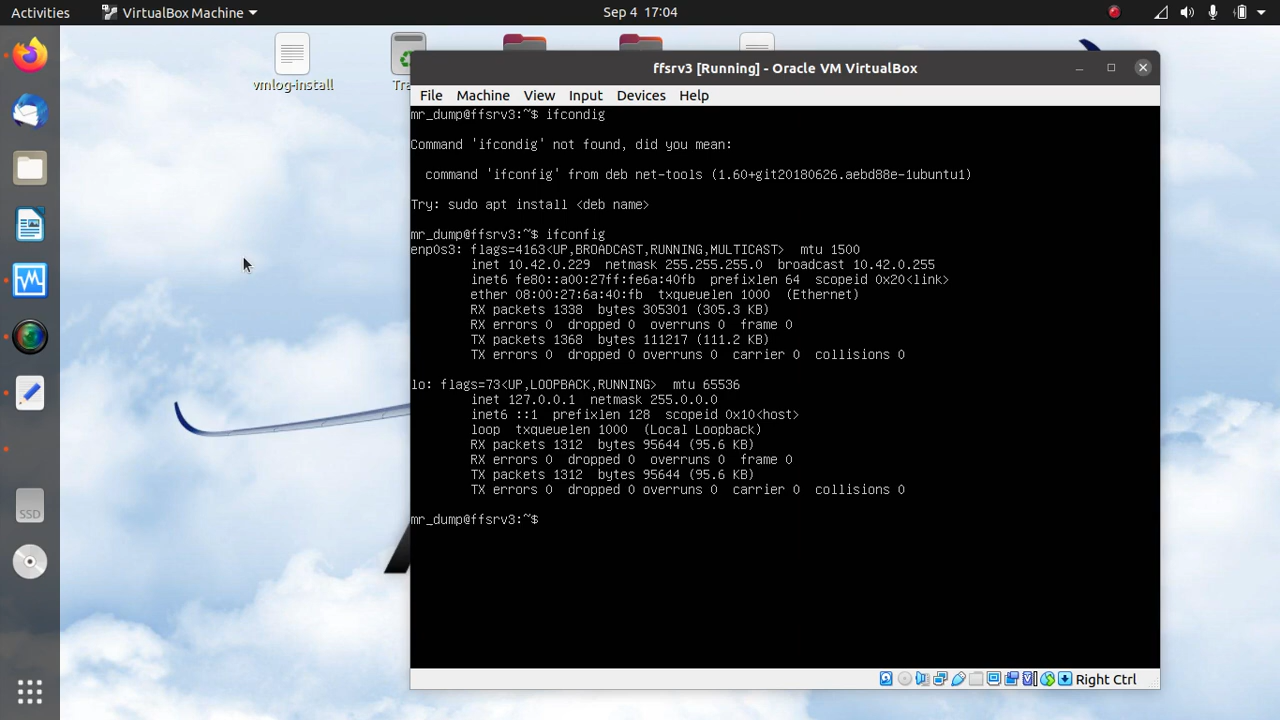 Activities
VirtualBox Machine
Sep 4 17:04
vmlog-install
ffsrv3 [Running] - Oracle VM VirtualBox
File Machine View Input Devices Help
mr_dump@ffsrv3:~$ ifcondig
Command 'ifcondig' not found, did you mean:
command 'ifconfig' from deb net-tools (1.60+git20180626.aebd88e-1ubuntu1)
Try: sudo apt install <deb name>
mr_dump@ffsrv3:~$ ifconfig
enp0s3: flags=4163<UP,BROADCAST,RUNNING,MULTICAST> mtu 1500
inet 10.42.0.229 netmask 255.255.255.0 broadcast 10.42.0.255
inet6 fe80::a00:27ff:fe6a:40fb prefixlen 64 scopeid 0x20<link>
ether 08:00:27:6a:40:fb txqueuelen 1000 (Ethernet)
RX packets 1338 bytes 305301 (305.3 KB)
RX errors 0 dropped 0 overruns 0 frame 0
TX packets 1368 bytes 111217 (111.2 KB)
TX errors 0 dropped 0 overruns 0 carrier 0 collisions 0
lo: flags=73<UP,LOOPBACK,RUNNING> mtu 65536
inet 127.0.0.1 netmask 255.0.0.0
inet6 ::1 prefixlen 128 scopeid 0x10<host>
loop txqueuelen 1000 (Local Loopback)
RX packets 1312 bytes 95644 (95.6 KB)
RX errors 0 dropped 0 overruns 0 frame 0
TX packets 1312 bytes 95644 (95.6 KB)
TX errors 0 dropped 0 overruns 0 carrier 0 collisions 0
mr_dump@ffsrv3:~$
SSD
Right Ctrl